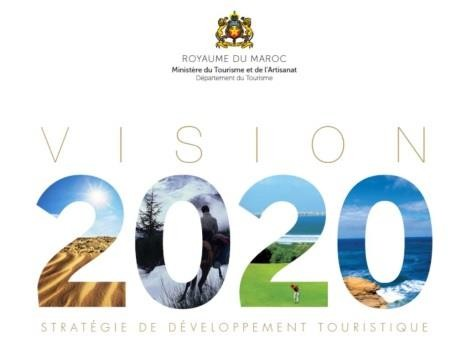 ROYAUME DU MAROC
Ministère du Tourisme et de l'Artisanat
Département du Tourisme
VISION
2020
STRATÉGIE DE DÉVELOPPEMENT TOURISTIQUE